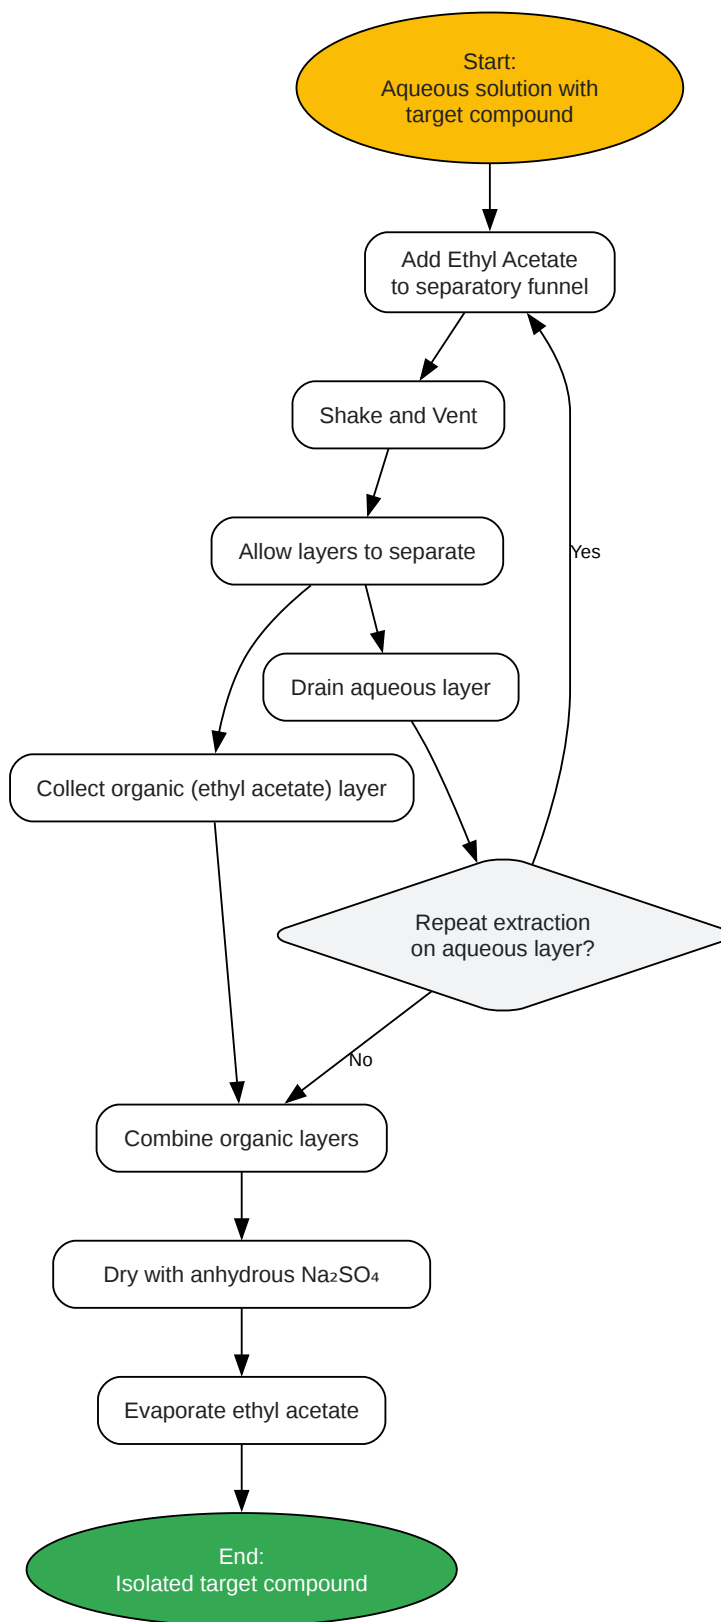 Start:
Aqueous solution with
target compound
Add Ethyl Acetate
to separatory funnel
Shake and Vent
Allow layers to separate
Yes
Drain aqueous layer
Collect organic (ethyl acetate) layer
Repeat extraction
on aqueous layer?
No
Combine organic layers
Dry with anhydrous Na₂SO₄
Evaporate ethyl acetate
End:
Isolated target compound